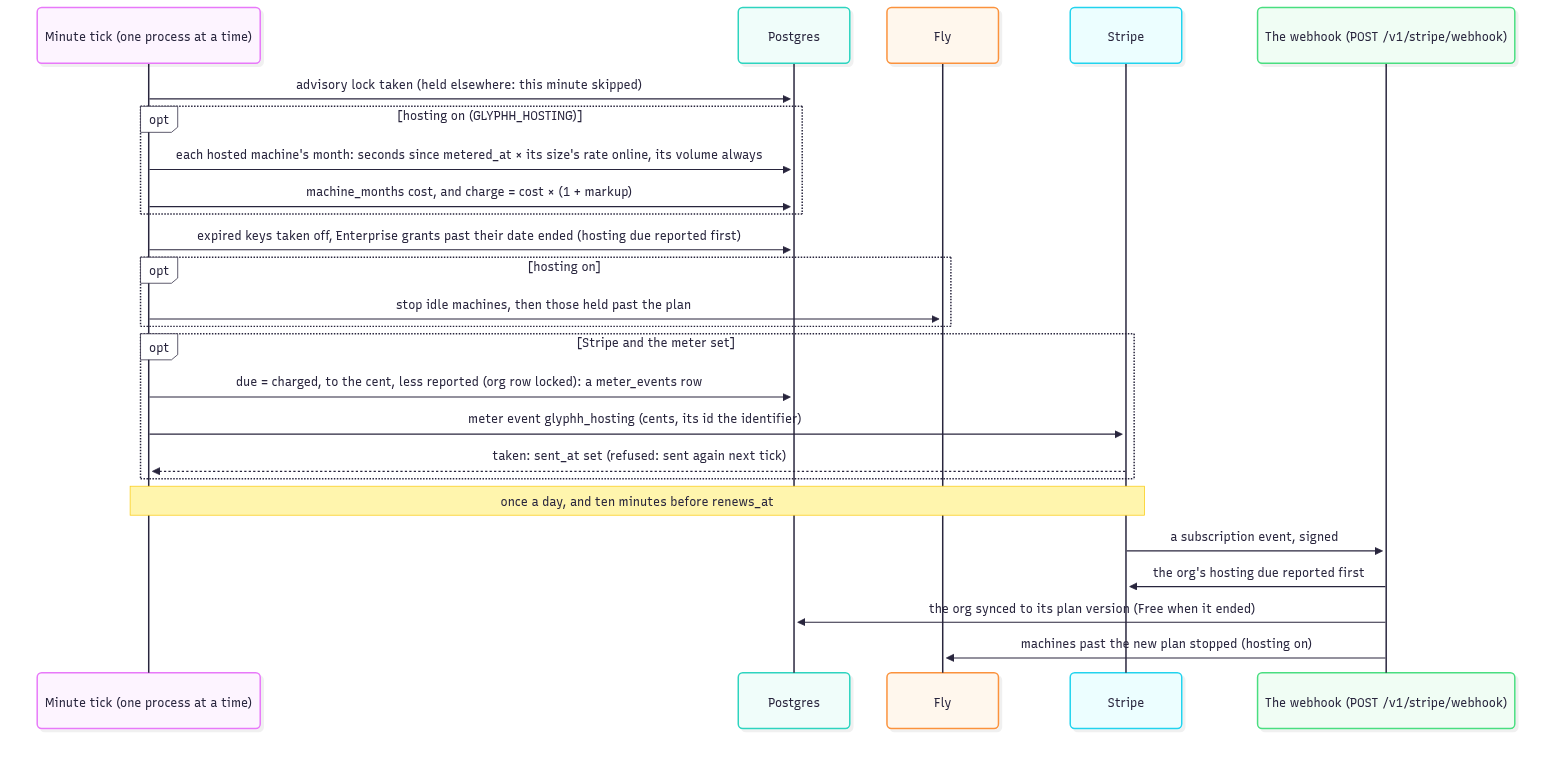 Minute tick (one process at a time)
Postgres
Fly
Stripe
The webhook (POST /v1/stripe/webhook)
advisory lock taken (held elsewhere: this minute skipped)
opt
[hosting on (GLYPHH_HOSTING)]
each hosted machine's month: seconds since metered_at × its size's rate online, its volume always
machine_months cost, and charge = cost × (1 + markup)
expired keys taken off, Enterprise grants past their date ended (hosting due reported first)
opt
[hosting on]
stop idle machines, then those held past the plan
opt
[Stripe and the meter set]
due = charged, to the cent, less reported (org row locked): a meter_events row
meter event glyphh_hosting (cents, its id the identifier)
taken: sent_at set (refused: sent again next tick)
once a day, and ten minutes before renews_at
a subscription event, signed
the org's hosting due reported first
the org synced to its plan version (Free when it ended)
machines past the new plan stopped (hosting on)
Minute tick (one process at a time)
Postgres
Fly
Stripe
The webhook (POST /v1/stripe/webhook)